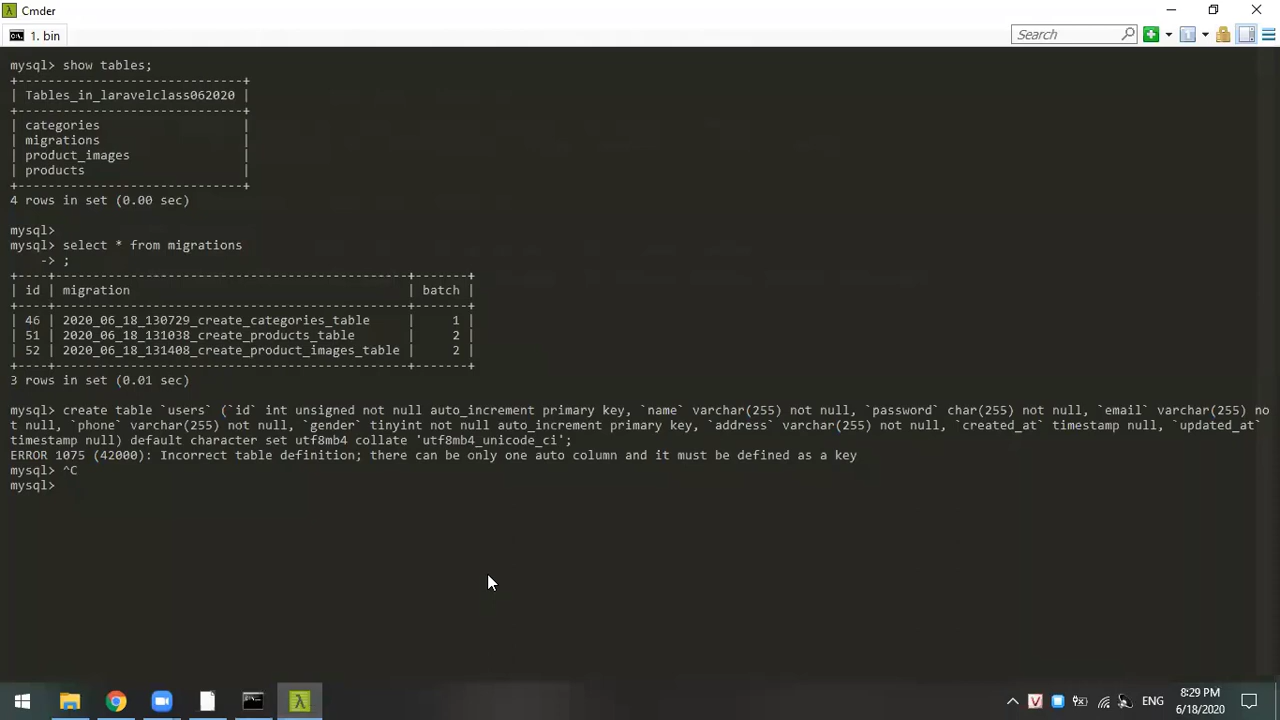 Cmder
1. bin
Search
mysql> show tables;
+-------------------------------+
| Tables_in_laravelclass062020 |
+-------------------------------+
| categories |
| migrations |
| product_images |
| products |
+-------------------------------+
4 rows in set (0.00 sec)
mysql>
mysql> select * from migrations
-> ;
+----+-----------------------------------------------+-------+
| id | migration | batch |
+----+-----------------------------------------------+-------+
| 46 | 2020_06_18_130729_create_categories_table | 1 |
| 51 | 2020_06_18_131038_create_products_table | 2 |
| 52 | 2020_06_18_131408_create_product_images_table | 2 |
+----+-----------------------------------------------+-------+
3 rows in set (0.01 sec)
mysql> create table `users` (`id` int unsigned not null auto_increment primary key, `name` varchar(255) not null, `password` char(255) not null, `email` varchar(255) no
t null, `phone` varchar(255) not null, `gender` tinyint not null auto_increment primary key, `address` varchar(255) not null, `created_at` timestamp null, `updated_at`
timestamp null) default character set utf8mb4 collate 'utf8mb4_unicode_ci';
ERROR 1075 (42000): Incorrect table definition; there can be only one auto column and it must be defined as a key
mysql> ^C
mysql>
ENG
8:29 PM
6/18/2020